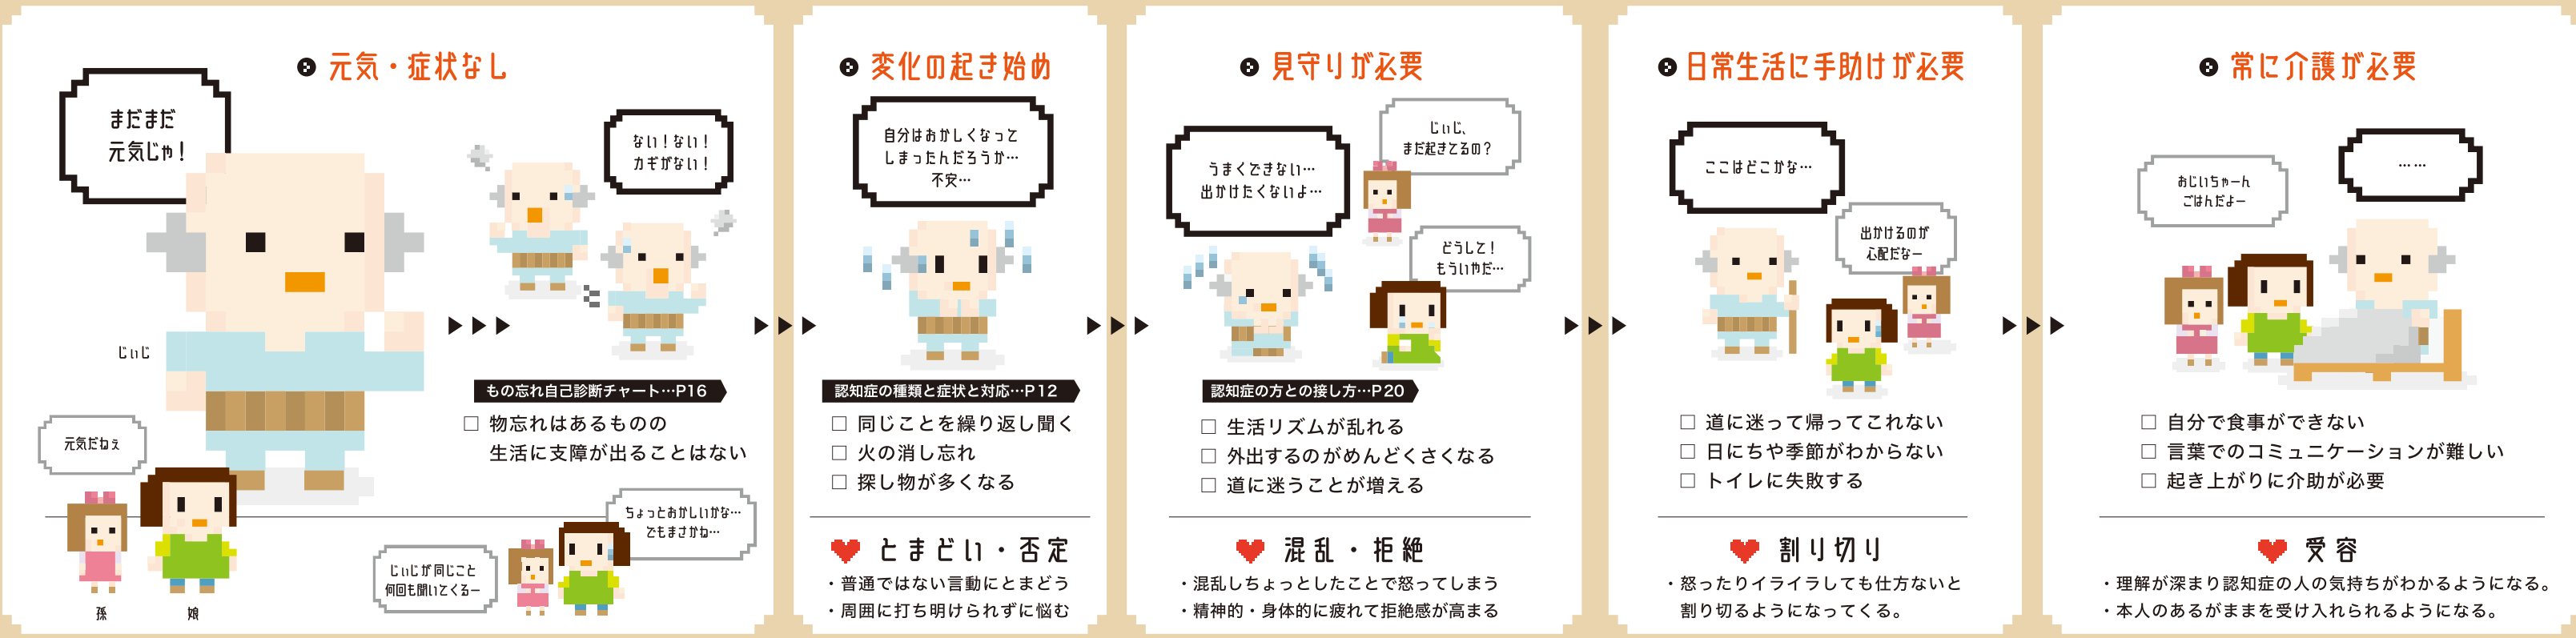 元気・症状なし
まだまだ
元気じゃ！
ない！ない！
カギがない！
じぃじ
もの忘れ自己診断チャート…P16
□ 物忘れはあるものの
生活に支障が出ることはない
元気だねぇ
孫
娘
じぃじが同じこと
何回も聞いてくるー
ちょっとおかしいかな…
でもまさかね…
変化の起き始め
自分はおかしくなって
しまったんだろうか…
不安…
認知症の種類と症状と対応…P12
□ 同じことを繰り返し聞く
□ 火の消し忘れ
□ 探し物が多くなる
とまどい・否定
・普通ではない言動にとまどう
・周囲に打ち明けられずに悩む
見守りが必要
うまくできない…
出かけたくないよ…
じぃじ、
まだ起きてるの？
どうして！
もういやだ…
認知症の方との接し方…P20
□ 生活リズムが乱れる
□ 外出するのがめんどくさくなる
□ 道に迷うことが増える
混乱・拒絶
・混乱しちょっとしたことで怒ってしまう
・精神的・身体的に疲れて拒絶感が高まる
日常生活に手助けが必要
ここはどこかな…
出かけるのが
心配だなー
□ 道に迷って帰ってこれない
□ 日にちや季節がわからない
□ トイレに失敗する
割り切り
・怒ったりイライラしても仕方ないと
割り切るようになってくる。
常に介護が必要
……
おじいちゃーん
ごはんだよー
□ 自分で食事ができない
□ 言葉でのコミュニケーションが難しい
□ 起き上がりに介助が必要
受容
・理解が深まり認知症の人の気持ちがわかるようになる。
・本人のあるがままを受け入れられるようになる。